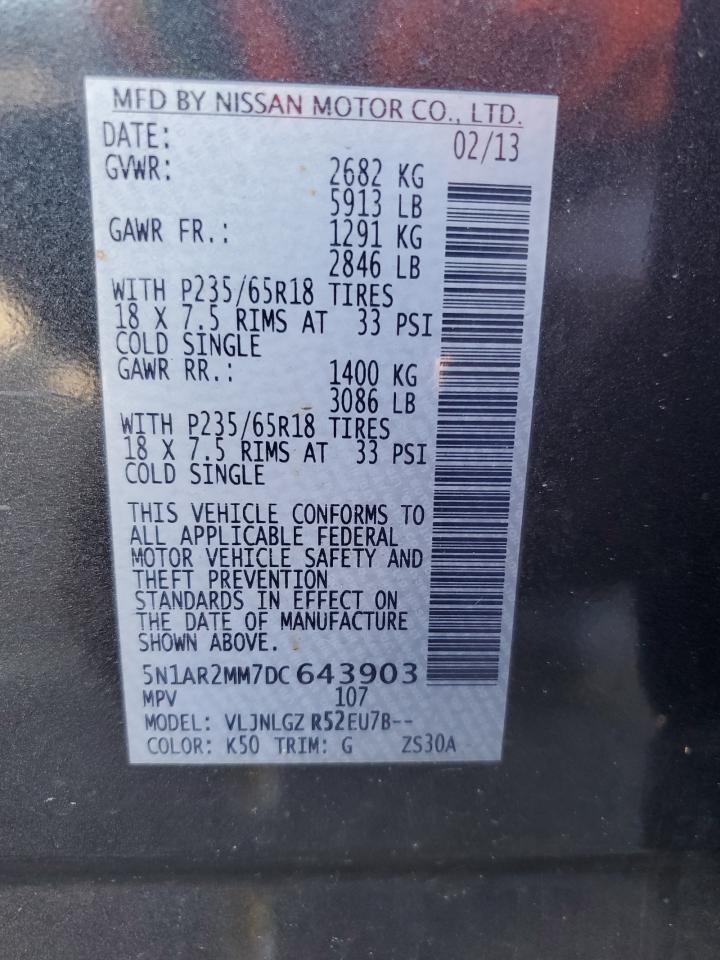 MFD BY NISSAN MOTOR CO., LTD.
DATE: 02/13
GVWR: 2682 KG
5913 LB
GAWR FR.: 1291 KG
2846 LB
WITH P235/65R18 TIRES
18 X 7.5 RIMS AT 33 PSI
COLD SINGLE
GAWR RR.: 1400 KG
3086 LB
WITH P235/65R18 TIRES
18 X 7.5 RIMS AT 33 PSI
COLD SINGLE
THIS VEHICLE CONFORMS TO
ALL APPLICABLE FEDERAL
MOTOR VEHICLE SAFETY AND
THEFT PREVENTION
STANDARDS IN EFFECT ON
THE DATE OF MANUFACTURE
SHOWN ABOVE.
5N1AR2MM7DC643903
MPV 107
MODEL: VLJNLGZ R52EU7B--
COLOR: K50 TRIM: G ZS30A